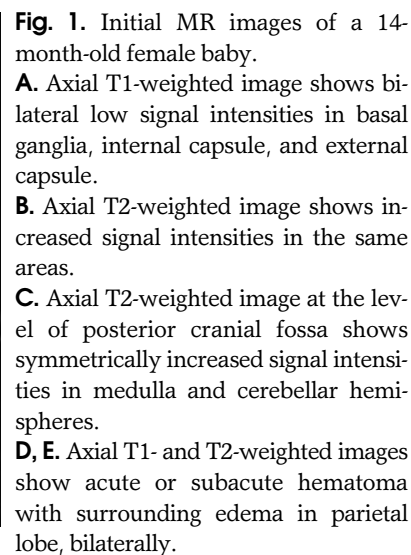 Fig. 1. Initial MR images of a 14-
month-old female baby.
A. Axial T1-weighted image shows bi-
lateral low signal intensities in basal
ganglia, internal capsule, and external
capsule.
B. Axial T2-weighted image shows in-
creased signal intensities in the same
areas.
C. Axial T2-weighted image at the lev-
el of posterior cranial fossa shows
symmetrically increased signal intensi-
ties in medulla and cerebellar hemi-
spheres.
D, E. Axial T1- and T2-weighted images
show acute or subacute hematoma
with surrounding edema in parietal
lobe, bilaterally.